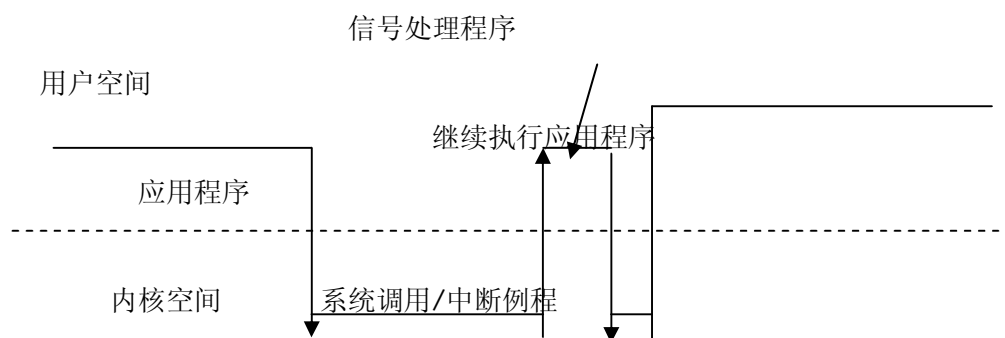 信号处理程序
用户空间
继续执行应用程序
应用程序
内核空间
系统调用/中断例程